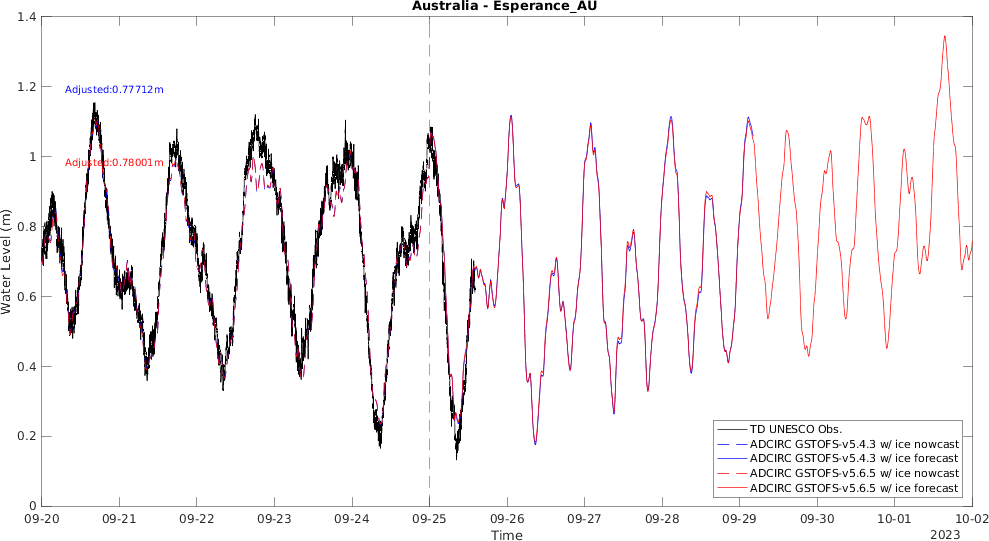 Australia - Esperance_AU
1.4
1.2
1
0.8
0.6
0.4
0.2
0
Water Level (m)
Adjusted:0.77712m
Adjusted:0.78001m
TD UNESCO Obs.
ADCIRC GSTOFS-v5.4.3 w/ ice nowcast
ADCIRC GSTOFS-v5.4.3 w/ ice forecast
ADCIRC GSTOFS-v5.6.5 w/ ice nowcast
ADCIRC GSTOFS-v5.6.5 w/ ice forecast
09-20 09-21 09-22 09-23 09-24 09-25 09-26 09-27 09-28 09-29 09-30 10-01 10-02
Time
2023